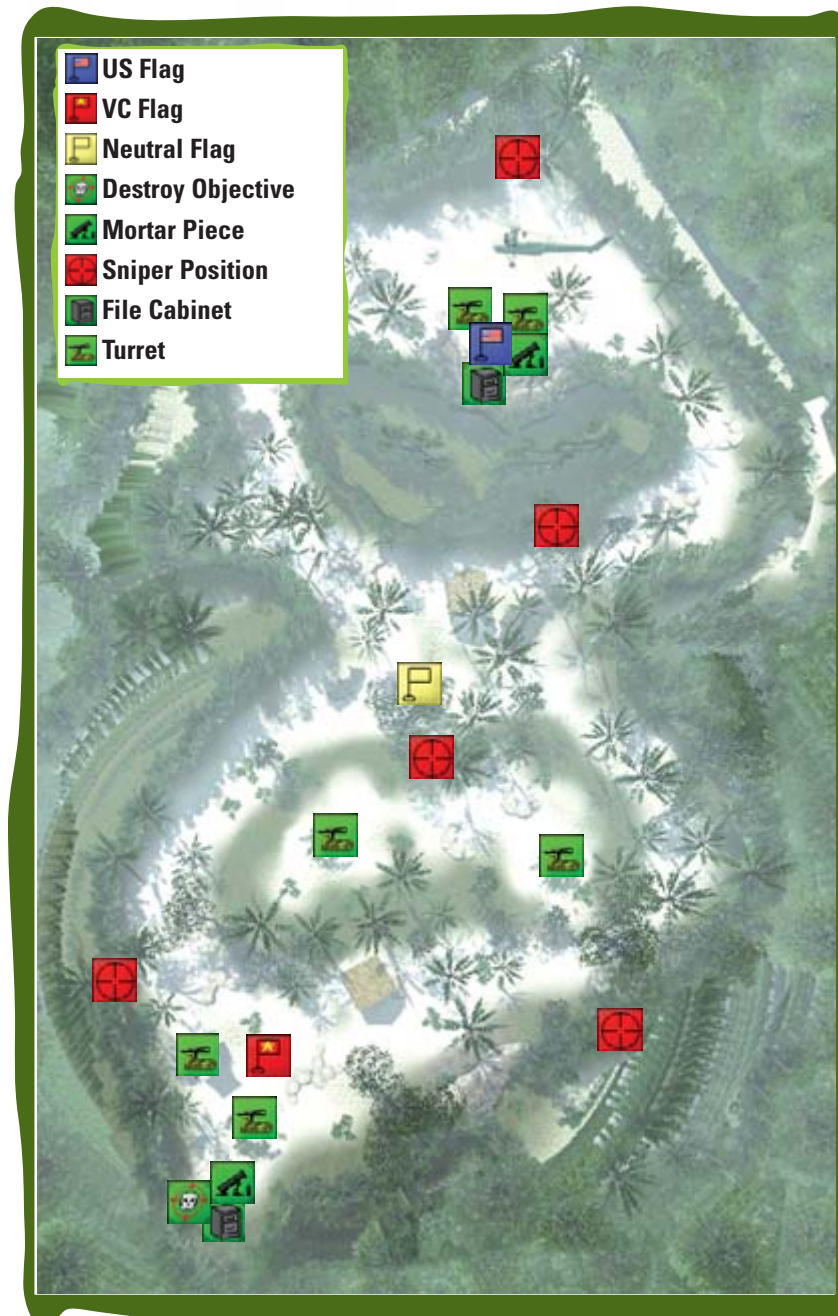 US Flag
VC Flag
Neutral Flag
Destroy Objective
Mortar Piece
Sniper Position
File Cabinet
Turret